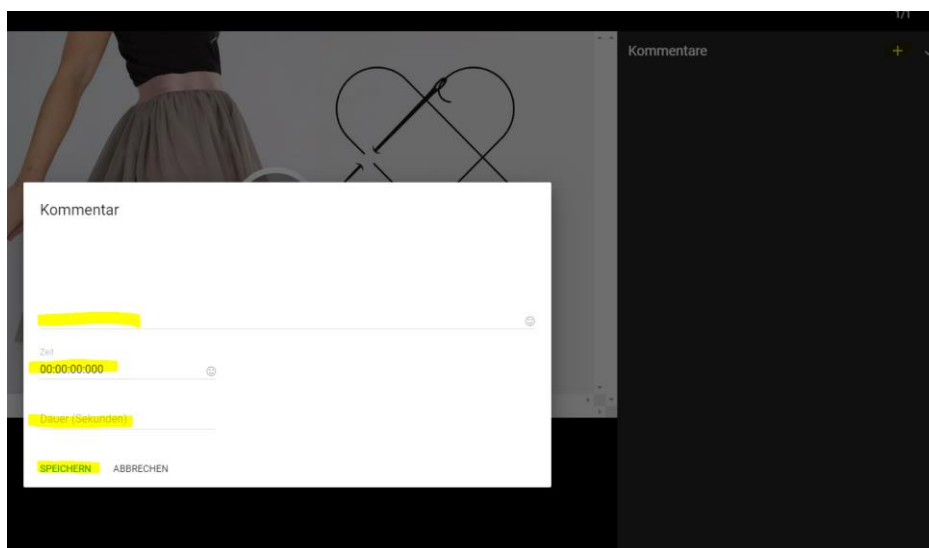 1/1
Kommentare +
Kommentar
Zeit
00:00:00:000
Dauer (Sekunden)
SPEICHERN ABBRECHEN